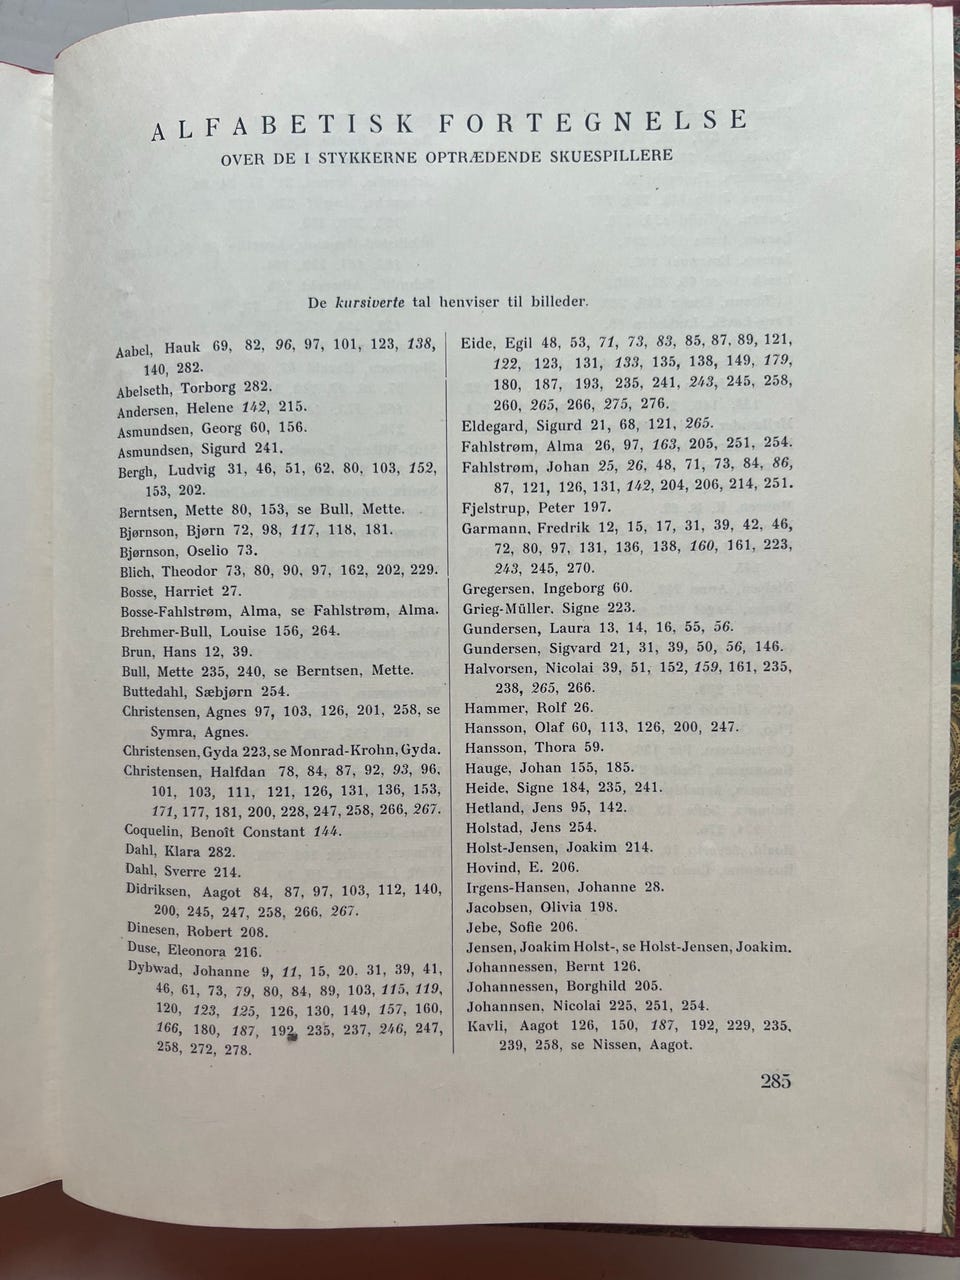 ALFABETISK FORTEGNELSE
OVER DE I STYKKERNE OPTRÆDENDE SKUESPILLERE
De kursiverte tal henviser til billeder.
Aabel, Hauk 69, 82, 96, 97, 101, 123, 138,
140, 282.
Abelseth, Torborg 282.
Andersen, Helene 142, 215.
Asmundsen, Georg 60, 156.
Asmundsen, Sigurd 241.
Bergh, Ludvig 31, 46, 51, 62, 80, 103, 152,
153, 202.
Berntsen, Mette 80, 153, se Bull, Mette.
Bjørnson, Bjørn 72, 98, 117, 118, 181.
Bjørnson, Oselio 73.
Blich, Theodor 73, 80, 90, 97, 162, 202, 229.
Bosse, Harriet 27.
Bosse-Fahlstrøm, Alma, se Fahlstrøm, Alma.
Brehmer-Bull, Louise 156, 264.
Brun, Hans 12, 39.
Bull, Mette 235, 240, se Berntsen, Mette.
Buttedahl, Sæbjørn 254.
Christensen, Agnes 97, 103, 126, 201, 258, se
Symra, Agnes.
Christensen, Gyda 223, se Monrad-Krohn, Gyda.
Christensen, Halfdan 78, 84, 87, 92, 93, 96,
101, 103, 111, 121, 126, 131, 136, 153,
171, 177, 181, 200, 228, 247, 258, 266, 267.
Coquelin, Benoît Constant 144.
Dahl, Klara 282.
Dahl, Sverre 214.
Didriksen, Aagot 84, 87, 97, 103, 112, 140,
200, 245, 247, 258, 266, 267.
Dinesen, Robert 208.
Duse, Eleonora 216.
Dybwad, Johanne 9, 11, 15, 20, 31, 39, 41,
46, 61, 73, 79, 80, 84, 89, 103, 115, 119,
120, 123, 125, 126, 130, 149, 157, 160,
166, 180, 187, 192, 235, 237, 246, 247,
258, 272, 278.
Eide, Egil 48, 53, 71, 73, 83, 85, 87, 89, 121,
122, 123, 131, 133, 135, 138, 149, 179,
180, 187, 193, 235, 241, 243, 245, 258,
260, 265, 266, 275, 276.
Eldegard, Sigurd 21, 68, 121, 265.
Fahlstrøm, Alma 26, 97, 163, 205, 251, 254.
Fahlstrøm, Johan 25, 26, 48, 71, 73, 84, 86,
87, 121, 126, 131, 142, 204, 206, 214, 251.
Fjelstrup, Peter 197.
Garmann, Fredrik 12, 15, 17, 31, 39, 42, 46,
72, 80, 97, 131, 136, 138, 160, 161, 223,
243, 245, 270.
Gregersen, Ingeborg 60.
Grieg-Müller, Signe 223.
Gundersen, Laura 13, 14, 16, 55, 56.
Gundersen, Sigvard 21, 31, 39, 50, 56, 146.
Halvorsen, Nicolai 39, 51, 152, 159, 161, 235,
238, 265, 266.
Hammer, Rolf 26.
Hansson, Olaf 60, 113, 126, 200, 247.
Hansson, Thora 59.
Hauge, Johan 155, 185.
Heide, Signe 184, 235, 241.
Hetland, Jens 95, 142.
Holstad, Jens 254.
Holst-Jensen, Joakim 214.
Hovind, E. 206.
Irgens-Hansen, Johanne 28.
Jacobsen, Olivia 198.
Jebe, Sofie 206.
Jensen, Joakim Holst-, se Holst-Jensen, Joakim.
Johannessen, Bernt 126.
Johannessen, Borghild 205.
Johannsen, Nicolai 225, 251, 254.
Kavli, Aagot 126, 150, 187, 192, 229, 235,
239, 258, se Nissen, Aagot.
285